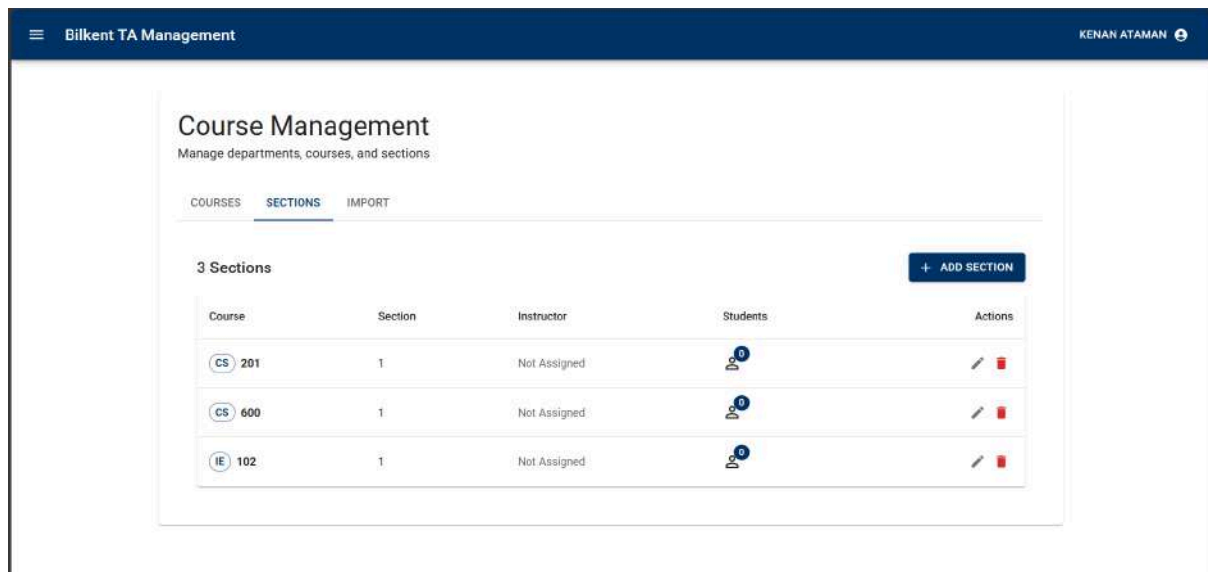 Bilkent TA Management KENAN ATAMAN
Course Management
Manage departments, courses, and sections
COURSES SECTIONS IMPORT
3 Sections + ADD SECTION
Course Section Instructor Students Actions
CS 201 1 Not Assigned 0
CS 600 1 Not Assigned 0
IE 102 1 Not Assigned 0